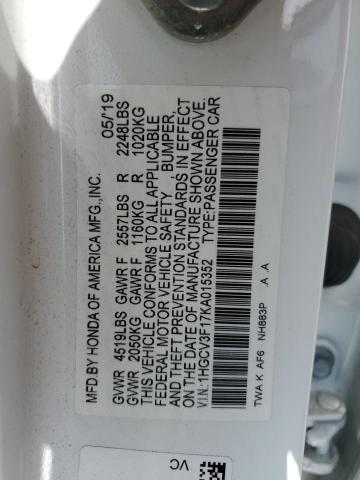 MFD.BY HONDA OF AMERICA MFG.,INC. 05/19
GVWR 4519LBS GAWR F 2557LBS R 2248LBS
GVWR 2050KG GAWR F 1160KG R 1020KG
THIS VEHICLE CONFORMS TO ALL APPLICABLE
FEDERAL MOTOR VEHICLE SAFETY BUMPER,
AND THEFT PREVENTION STANDARDS IN EFFECT
ON THE DATE OF MANUFACTURE SHOWN ABOVE.
V.I.N.:1HGCV3F17KA015352 TYPE:PASSENGER CAR
TWA K AF6 NH883P .A .A
VC